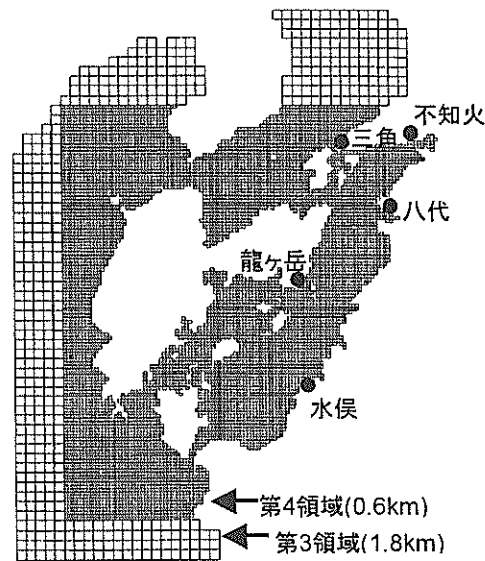 不知火
三角
八代
龍ヶ岳
水俣
第4領域(0.6km)
第3領域(1.8km)